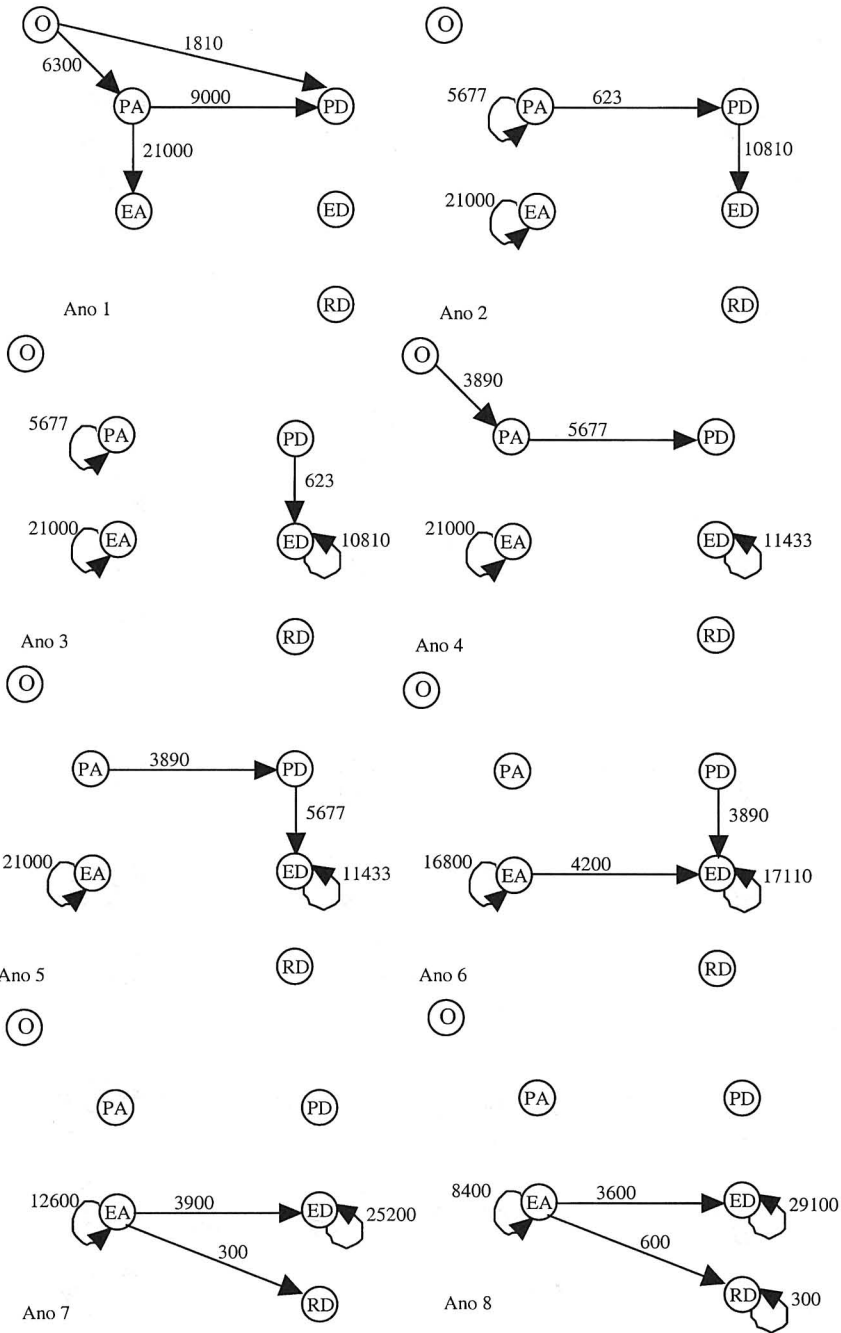 O
1810
6300
PA
9000
PD
21000
EA
ED
RD
Ano 1
O
5677
PA
623
PD
10810
21000
EA
ED
RD
Ano 2
O
5677
PA
PD
623
21000
EA
ED
10810
RD
Ano 3
O
3890
PA
5677
PD
21000
EA
ED
11433
RD
Ano 4
O
PA
3890
PD
5677
21000
EA
ED
11433
RD
Ano 5
O
PA
PD
3890
16800
EA
4200
ED
17110
RD
Ano 6
O
PA
PD
12600
EA
3900
ED
25200
300
RD
Ano 7
O
PA
PD
8400
EA
3600
ED
29100
600
RD
300
Ano 8